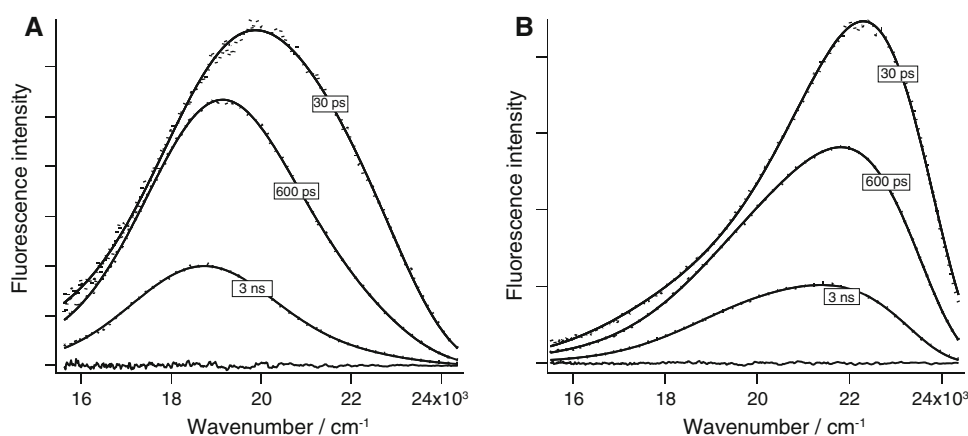 A
Fluorescence intensity
30 ps
600 ps
3 ns
16 18 20 22 24x10³
Wavenumber / cm⁻¹
B
Fluorescence intensity
30 ps
600 ps
3 ns
16 18 20 22 24x10³
Wavenumber / cm⁻¹